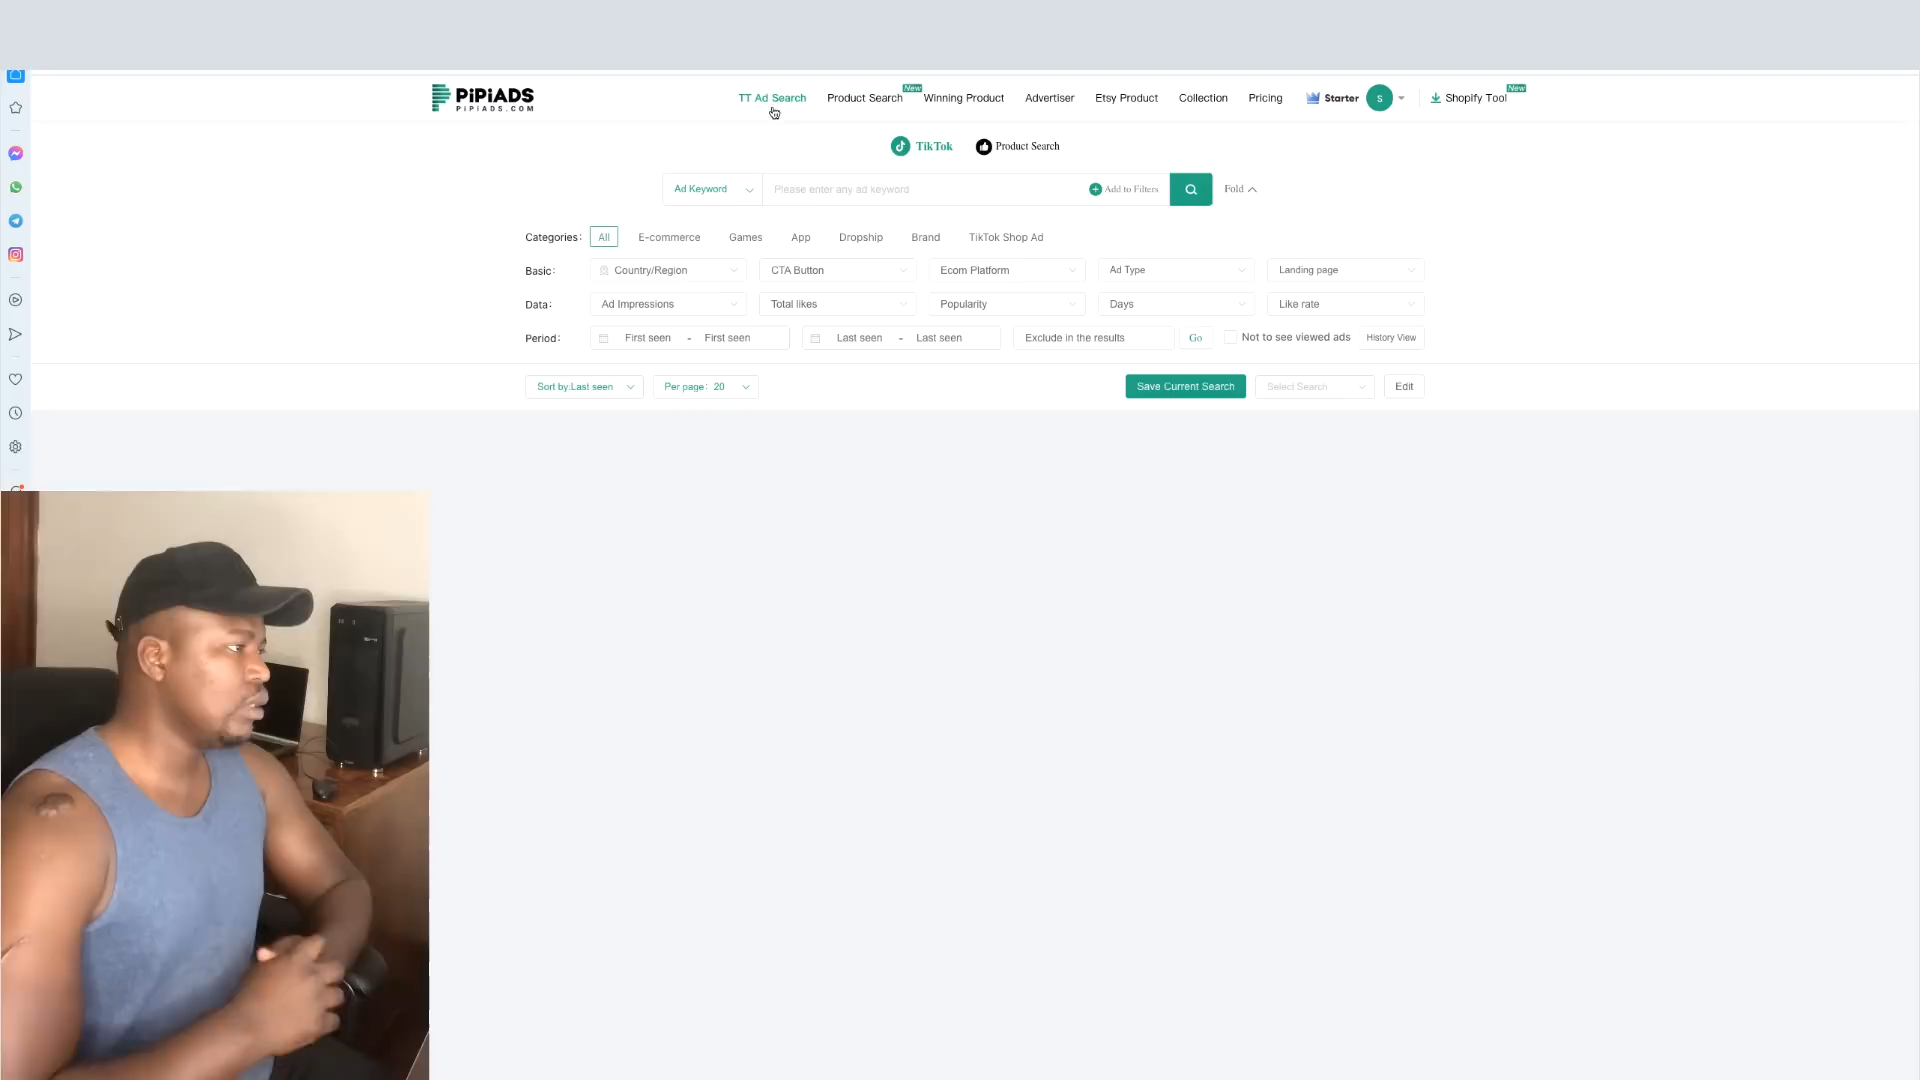 PiPiADS
PIPIADS.COM
TT Ad Search
Product Search
New
Winning Product
Advertiser
Etsy Product
Collection
Pricing
Starter
S
Shopify Tool
New
TikTok
Product Search
Ad Keyword
Please enter any ad keyword
Add to Filters
Fold
Categories:
All
E-commerce
Games
App
Dropship
Brand
TikTok Shop Ad
Basic:
Country/Region
CTA Button
Ecom Platform
Ad Type
Landing page
Data:
Ad Impressions
Total likes
Popularity
Days
Like rate
Period:
First seen - First seen
Last seen - Last seen
Exclude in the results
Go
Not to see viewed ads
History View
Sort by:Last seen
Per page: 20
Save Current Search
Select Search
Edit